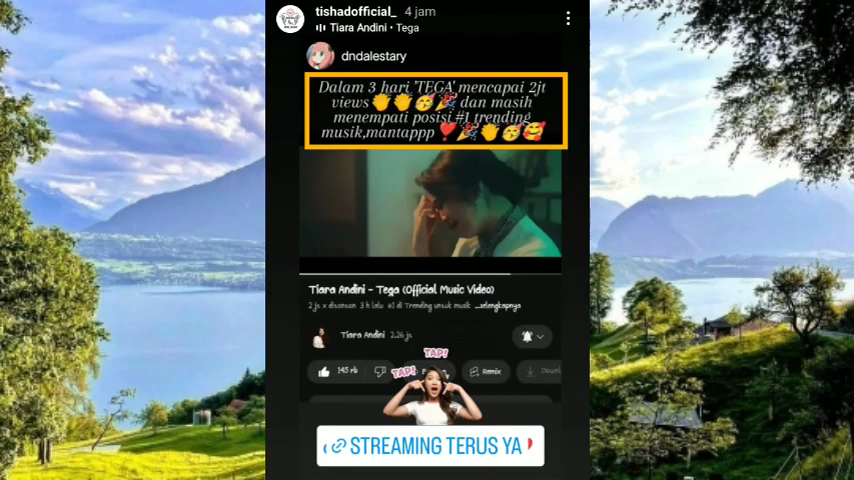 tishadofficial_ 4 jam
Tiara Andini • Tega
dndalestary
Dalam 3 hari 'TEGA' mencapai 2jt
views👏👏🥳🎉 dan masih
menempati posisi #1 trending
musik,mantappp ❣️🎉👏🥳🥰
Tiara Andini - Tega (Official Music Video)
2 jt x ditonton 3 h lalu #1 di Trending untuk musik ...selengkapnya
Tiara Andini 2.26 jt
TAP!
145 rb TAP! Remix Downl
STREAMING TERUS YA